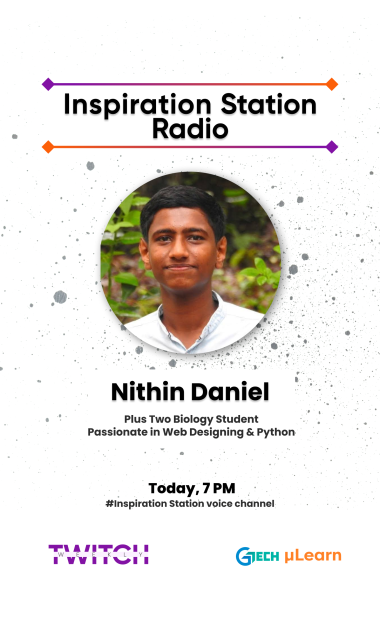 Inspiration Station
Radio
Nithin Daniel
Plus Two Biology Student
Passionate in Web Designing & Python
Today, 7 PM
#Inspiration Station voice channel
TWITCH
WEEKLY
GTECH μLearn